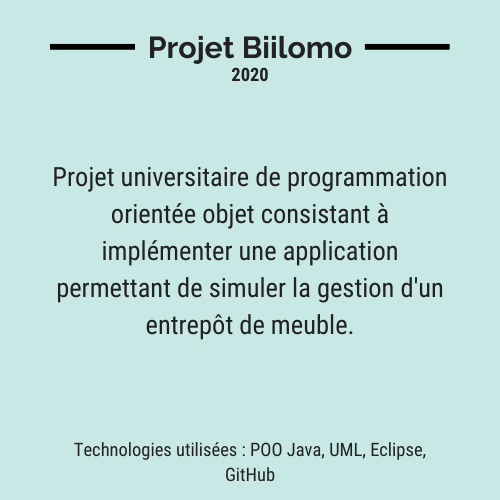 Projet Biilomo
2020
Projet universitaire de programmation
orientée objet consistant à
implémenter une application
permettant de simuler la gestion d'un
entrepôt de meuble.
Technologies utilisées : POO Java, UML, Eclipse,
GitHub